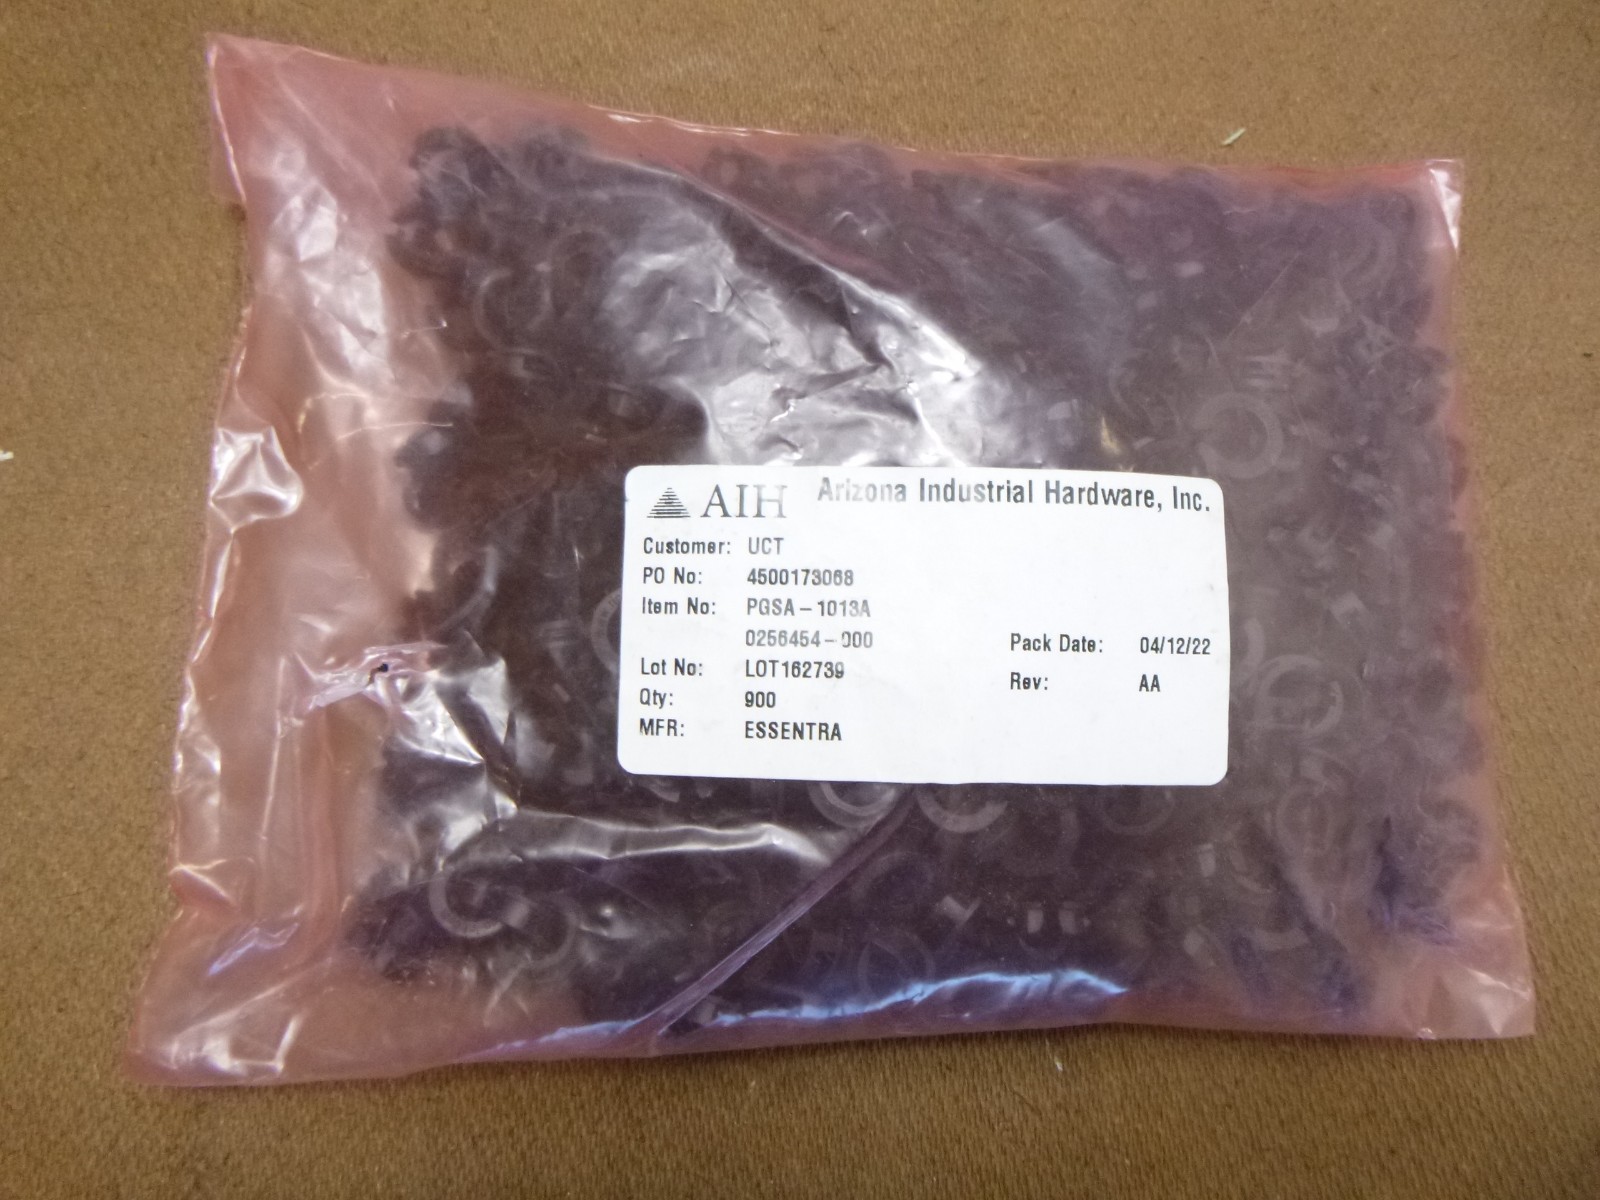 AIH Arizona Industrial Hardware, Inc.
Customer: UCT
PO No: 4500173068
Item No: PGSA-1013A
0256454-000 Pack Date: 04/12/22
Lot No: LOT162739 Rev: AA
Qty: 900
MFR: ESSENTRA